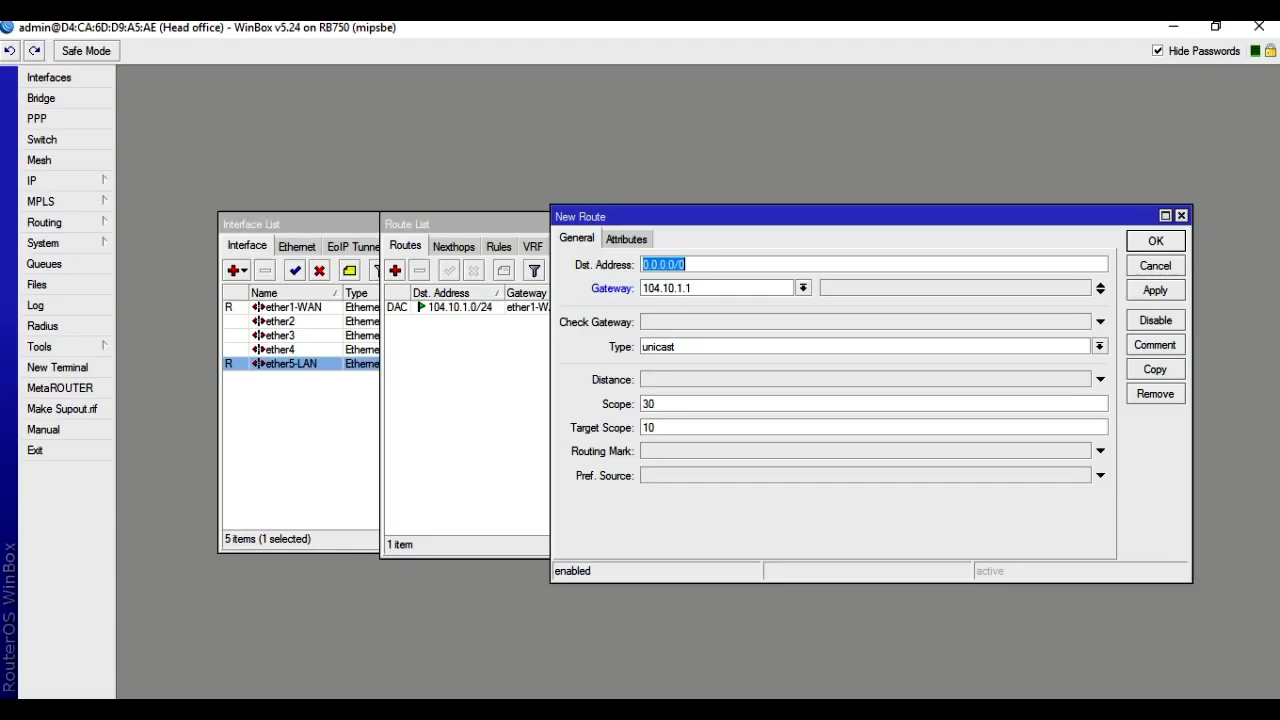 admin@D4:CA:6D:D9:A5:AE (Head office) - WinBox v5.24 on RB750 (mipsbe)
Safe Mode
Hide Passwords
Interfaces
Bridge
PPP
Switch
Mesh
IP
MPLS
Routing
System
Queues
Files
Log
Radius
Tools
New Terminal
MetaROUTER
Make Supout.rif
Manual
Exit
RouterOS WinBox
Interface List
Interface Ethernet EoIP Tunne
Name Type
R ether1-WAN Etherne
ether2 Etherne
ether3 Etherne
ether4 Etherne
R ether5-LAN Etherne
5 items (1 selected)
Route List
Routes Nexthops Rules VRF
Dst. Address Gateway
DAC 104.10.1.0/24 ether1-W
1 item
New Route
General Attributes
Dst. Address: 0.0.0.0/0
Gateway: 104.10.1.1
Check Gateway:
Type: unicast
Distance:
Scope: 30
Target Scope: 10
Routing Mark:
Pref. Source:
OK
Cancel
Apply
Disable
Comment
Copy
Remove
enabled
active